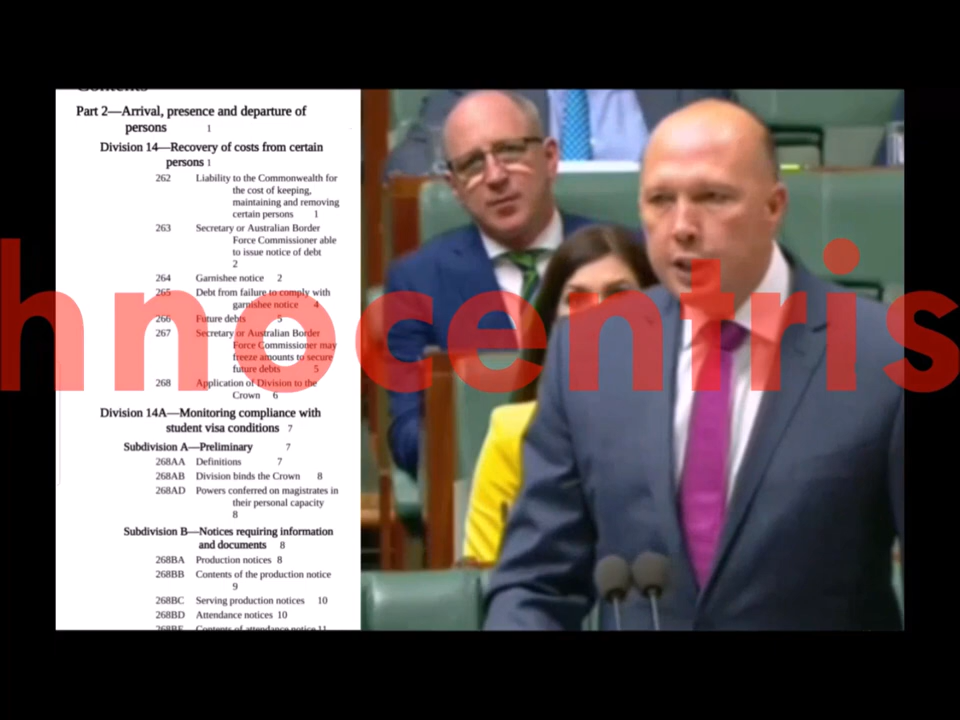 Contents
Part 2—Arrival, presence and departure of
persons 1
Division 14—Recovery of costs from certain
persons 1
262 Liability to the Commonwealth for
the cost of keeping,
maintaining and removing
certain persons 1
263 Secretary or Australian Border
Force Commissioner able
to issue notice of debt
2
264 Garnishee notice 2
265 Debt from failure to comply with
garnishee notice 4
266 Future debts 5
267 Secretary or Australian Border
Force Commissioner may
freeze amounts to secure
future debts 5
268 Application of Division to the
Crown 6
Division 14A—Monitoring compliance with
student visa conditions 7
Subdivision A—Preliminary 7
268AA Definitions 7
268AB Division binds the Crown 8
268AD Powers conferred on magistrates in
their personal capacity
8
Subdivision B—Notices requiring information
and documents 8
268BA Production notices 8
268BB Contents of the production notice
9
268BC Serving production notices 10
268BD Attendance notices 10
268BE Contents of attendance notice 11
hnocentris